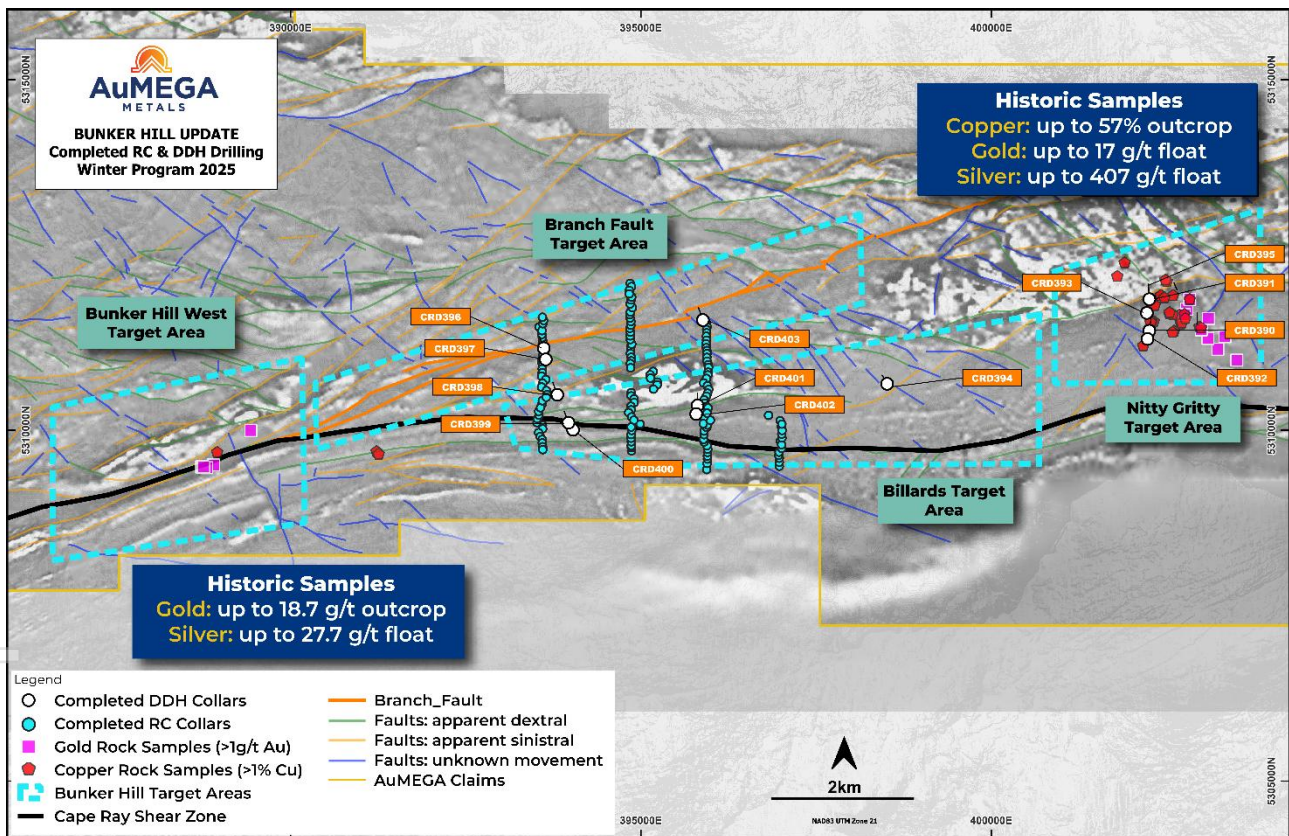 390000E
395000E
400000E
5315000N
5315000N
AuMEGA
METALS
BUNKER HILL UPDATE
Completed RC & DDH Drilling
Winter Program 2025
Historic Samples
Copper: up to 57% outcrop
Gold: up to 17 g/t float
Silver: up to 407 g/t float
Branch Fault
Target Area
Bunker Hill West
Target Area
CRD395
CRD393
CRD391
CRD396
CRD390
CRD397
CRD403
CRD392
CRD398
CRD401
CRD394
CRD402
CRD399
CRD400
Nitty Gritty
Target Area
5310000N
5310000N
Billards Target
Area
Historic Samples
Gold: up to 18.7 g/t outcrop
Silver: up to 27.7 g/t float
Legend
Completed DDH Collars
Completed RC Collars
Gold Rock Samples (>1g/t Au)
Copper Rock Samples (>1% Cu)
Bunker Hill Target Areas
Cape Ray Shear Zone
Branch_Fault
Faults: apparent dextral
Faults: apparent sinistral
Faults: unknown movement
AuMEGA Claims
2km
NAD83 UTM Zone 21
5305000N
395000E
400000E